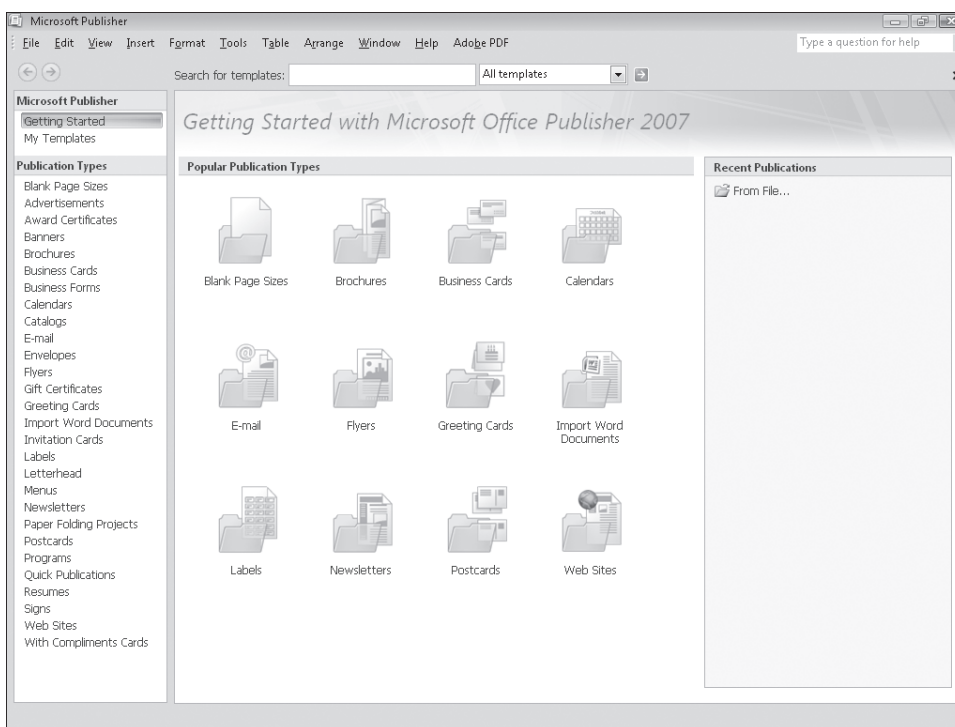 Microsoft Publisher
File Edit View Insert Format Tools Table Arrange Window Help Adobe PDF
Type a question for help
Search for templates:
All templates
Microsoft Publisher
Getting Started
My Templates
Publication Types
Blank Page Sizes
Advertisements
Award Certificates
Banners
Brochures
Business Cards
Business Forms
Calendars
Catalogs
E-mail
Envelopes
Flyers
Gift Certificates
Greeting Cards
Import Word Documents
Invitation Cards
Labels
Letterhead
Menus
Newsletters
Paper Folding Projects
Postcards
Programs
Quick Publications
Resumes
Signs
Web Sites
With Compliments Cards
Getting Started with Microsoft Office Publisher 2007
Popular Publication Types
Blank Page Sizes
Brochures
Business Cards
Calendars
E-mail
Flyers
Greeting Cards
Import Word
Documents
Labels
Newsletters
Postcards
Web Sites
Recent Publications
From File...